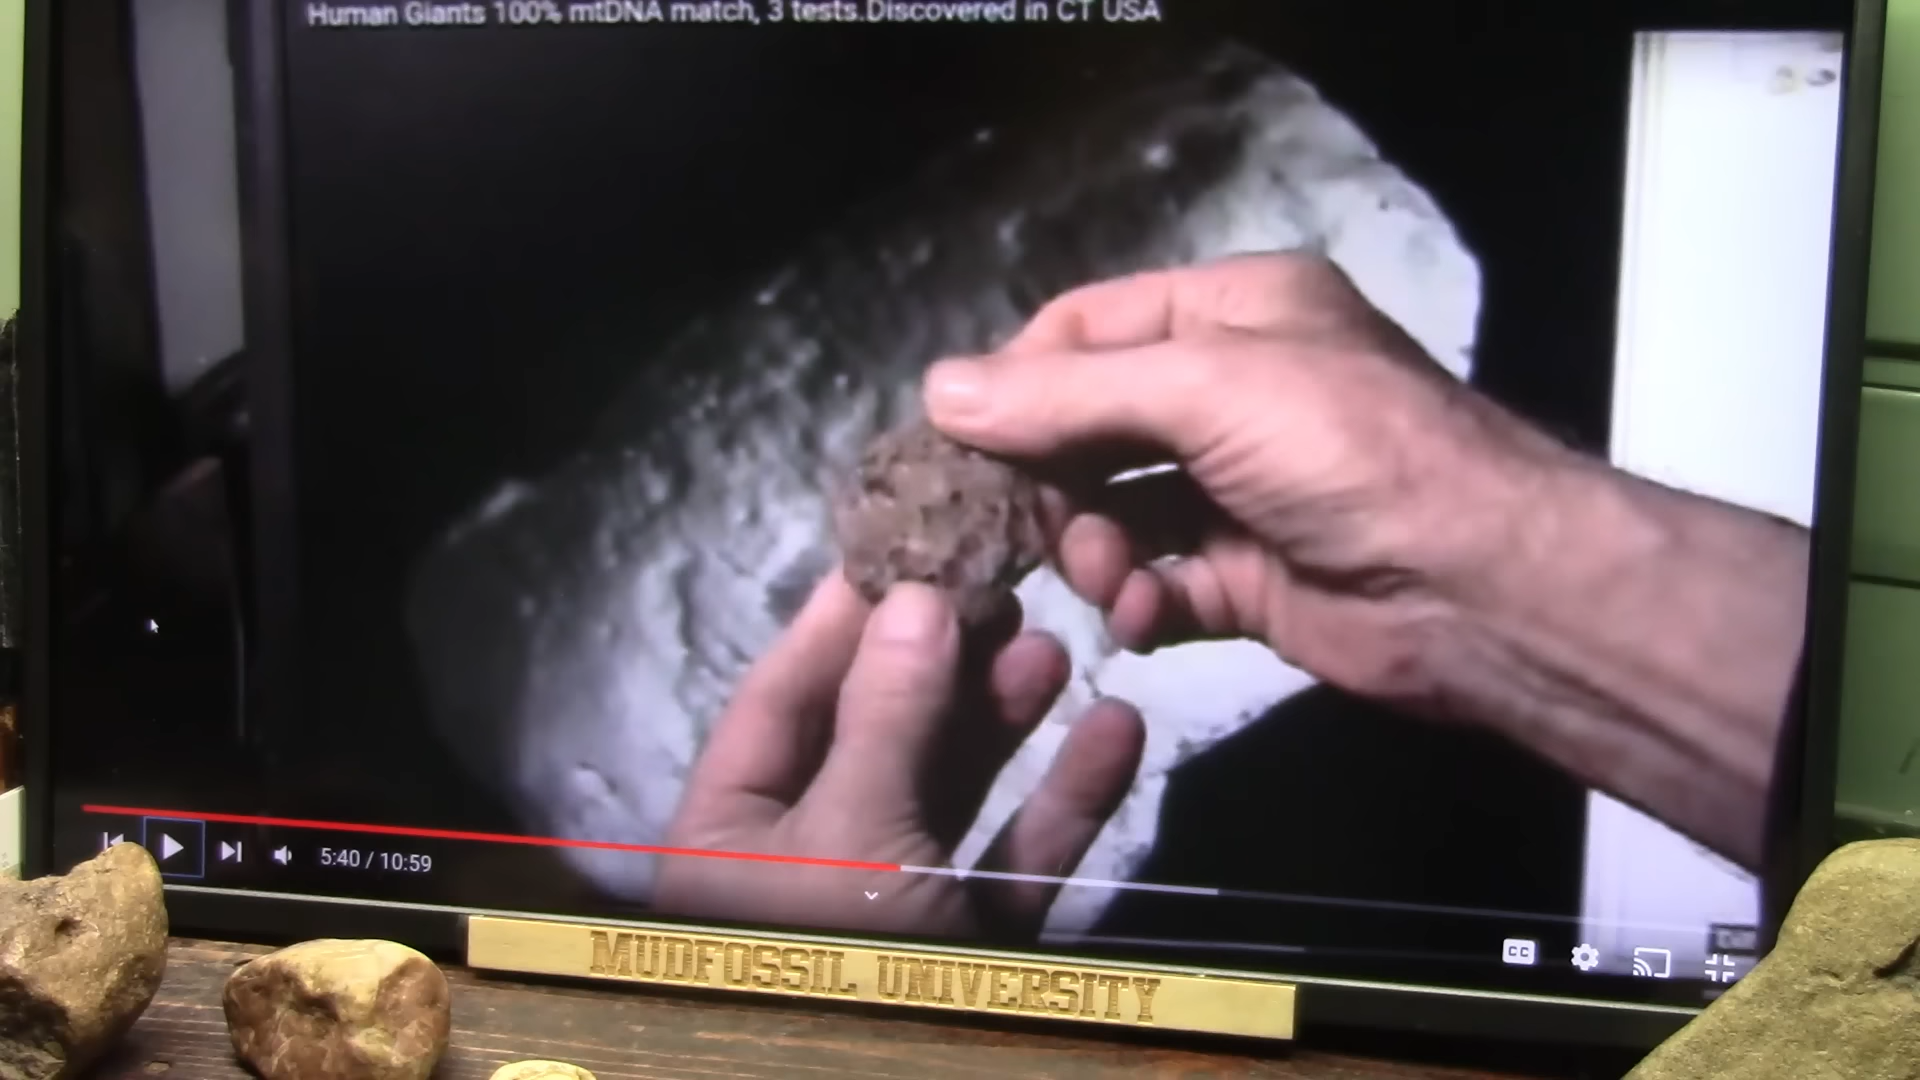 Human Giants 100% mtDNA match, 3 tests.Discovered in CT USA
5:40 / 10:59
CC
MUDFOSSIL UNIVERSITY